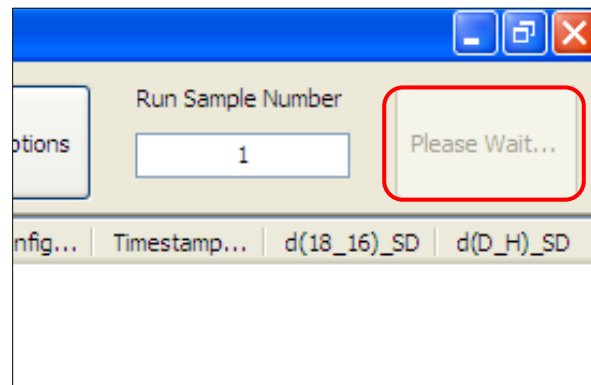 Run Sample Number
ptions
1
Please Wait...
nfig... Timestamp... d(18_16)_SD d(D_H)_SD